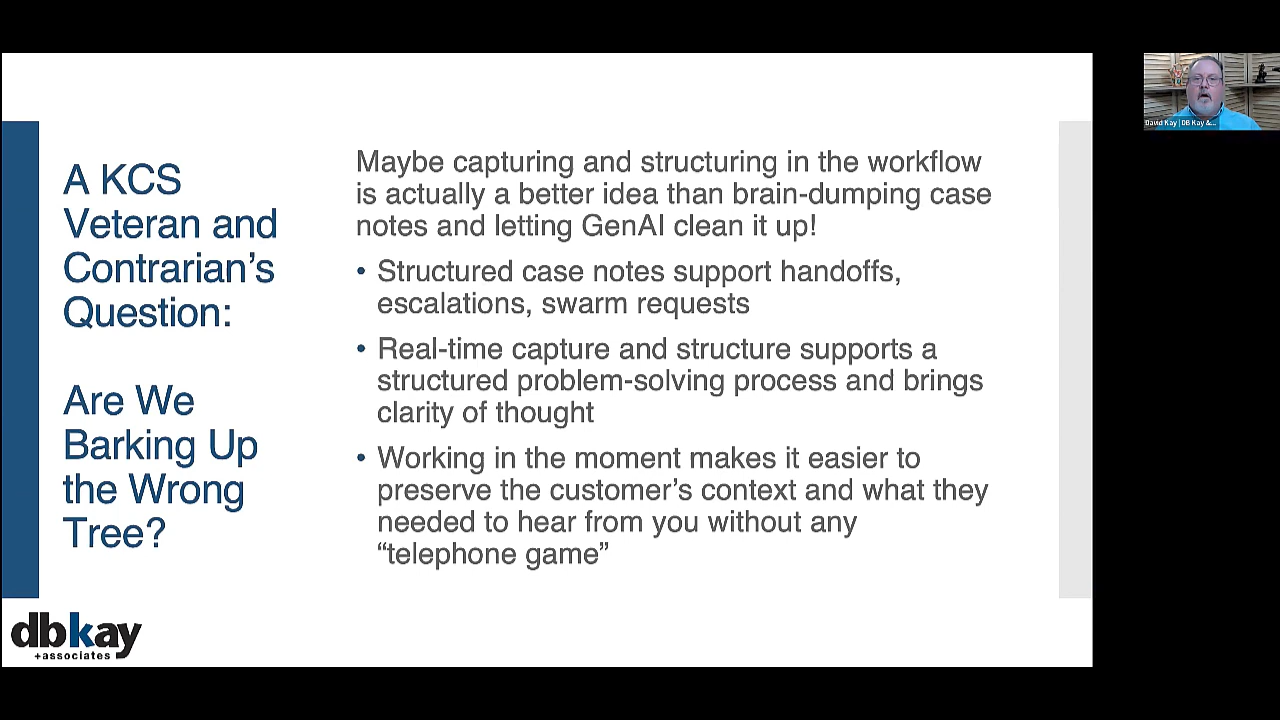 A KCS
Veteran and
Contrarian's
Question:
Are We
Barking Up
the Wrong
Tree?
Maybe capturing and structuring in the workflow
is actually a better idea than brain-dumping case
notes and letting GenAI clean it up!
• Structured case notes support handoffs,
escalations, swarm requests
• Real-time capture and structure supports a
structured problem-solving process and brings
clarity of thought
• Working in the moment makes it easier to
preserve the customer's context and what they
needed to hear from you without any
“telephone game”
dbkay
+associates
David Kay | DB Kay &...